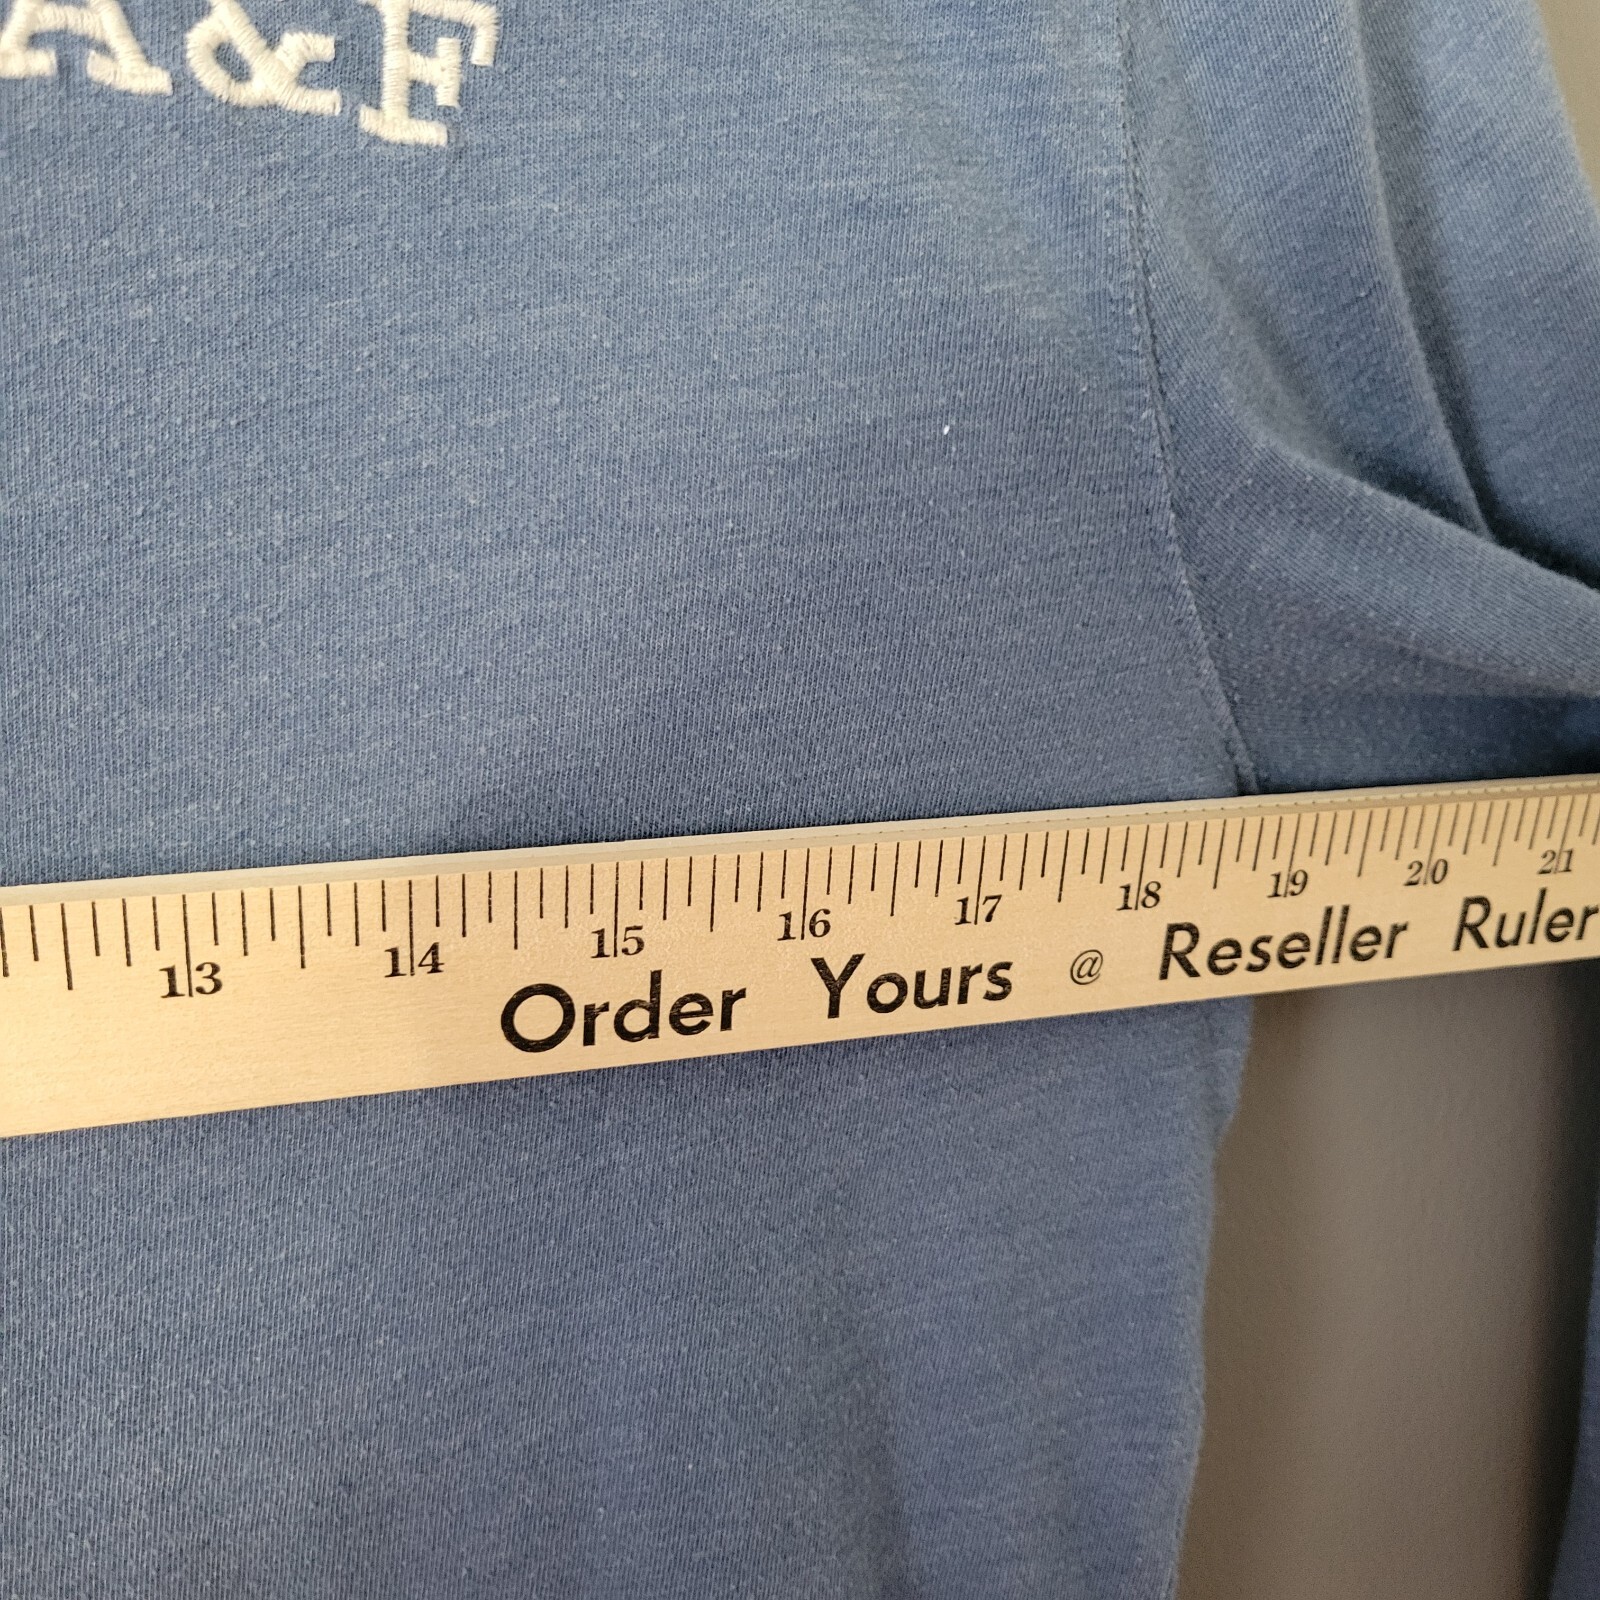 A&F
13 14 15 16 17 18 19 20 21
Order Yours @ Reseller Ruler